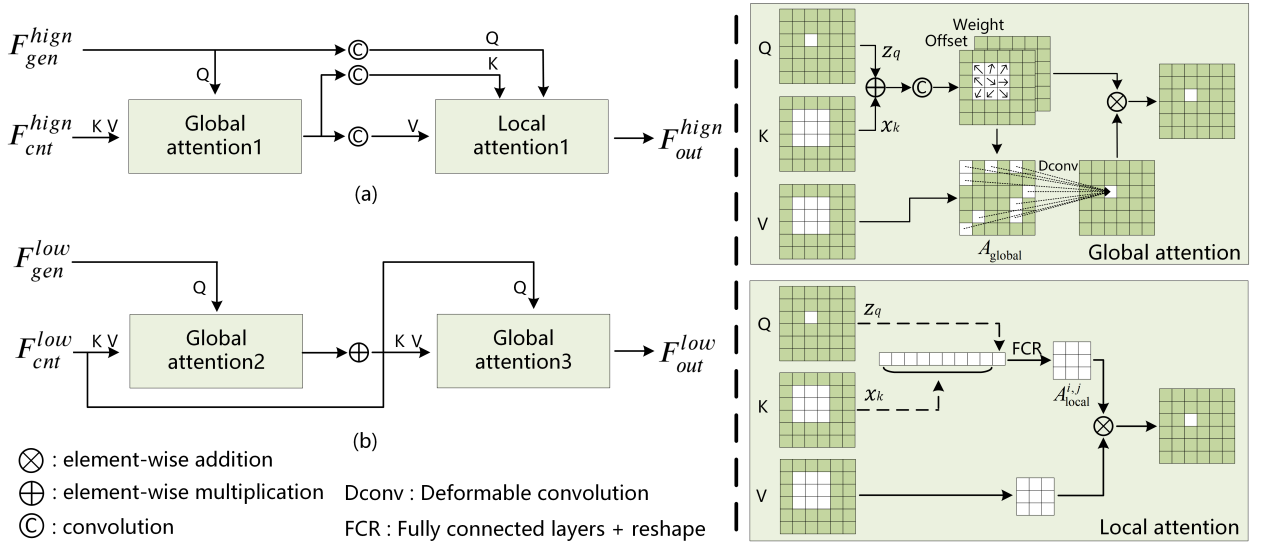 F_gen^hign
Q
Q
K
F_cnt^hign
K V
Global attention1
V
Local attention1
F_out^hign
(a)
F_gen^low
Q
Q
F_cnt^low
K V
Global attention2
K V
Global attention3
F_out^low
(b)
: element-wise addition
: element-wise multiplication
C : convolution
Dconv : Deformable convolution
FCR : Fully connected layers + reshape
Q
z_q
Weight
Offset
C
K
x_k
V
Dconv
A_global
Global attention
Q
z_q
FCR
K
x_k
A_local^i,j
V
Local attention